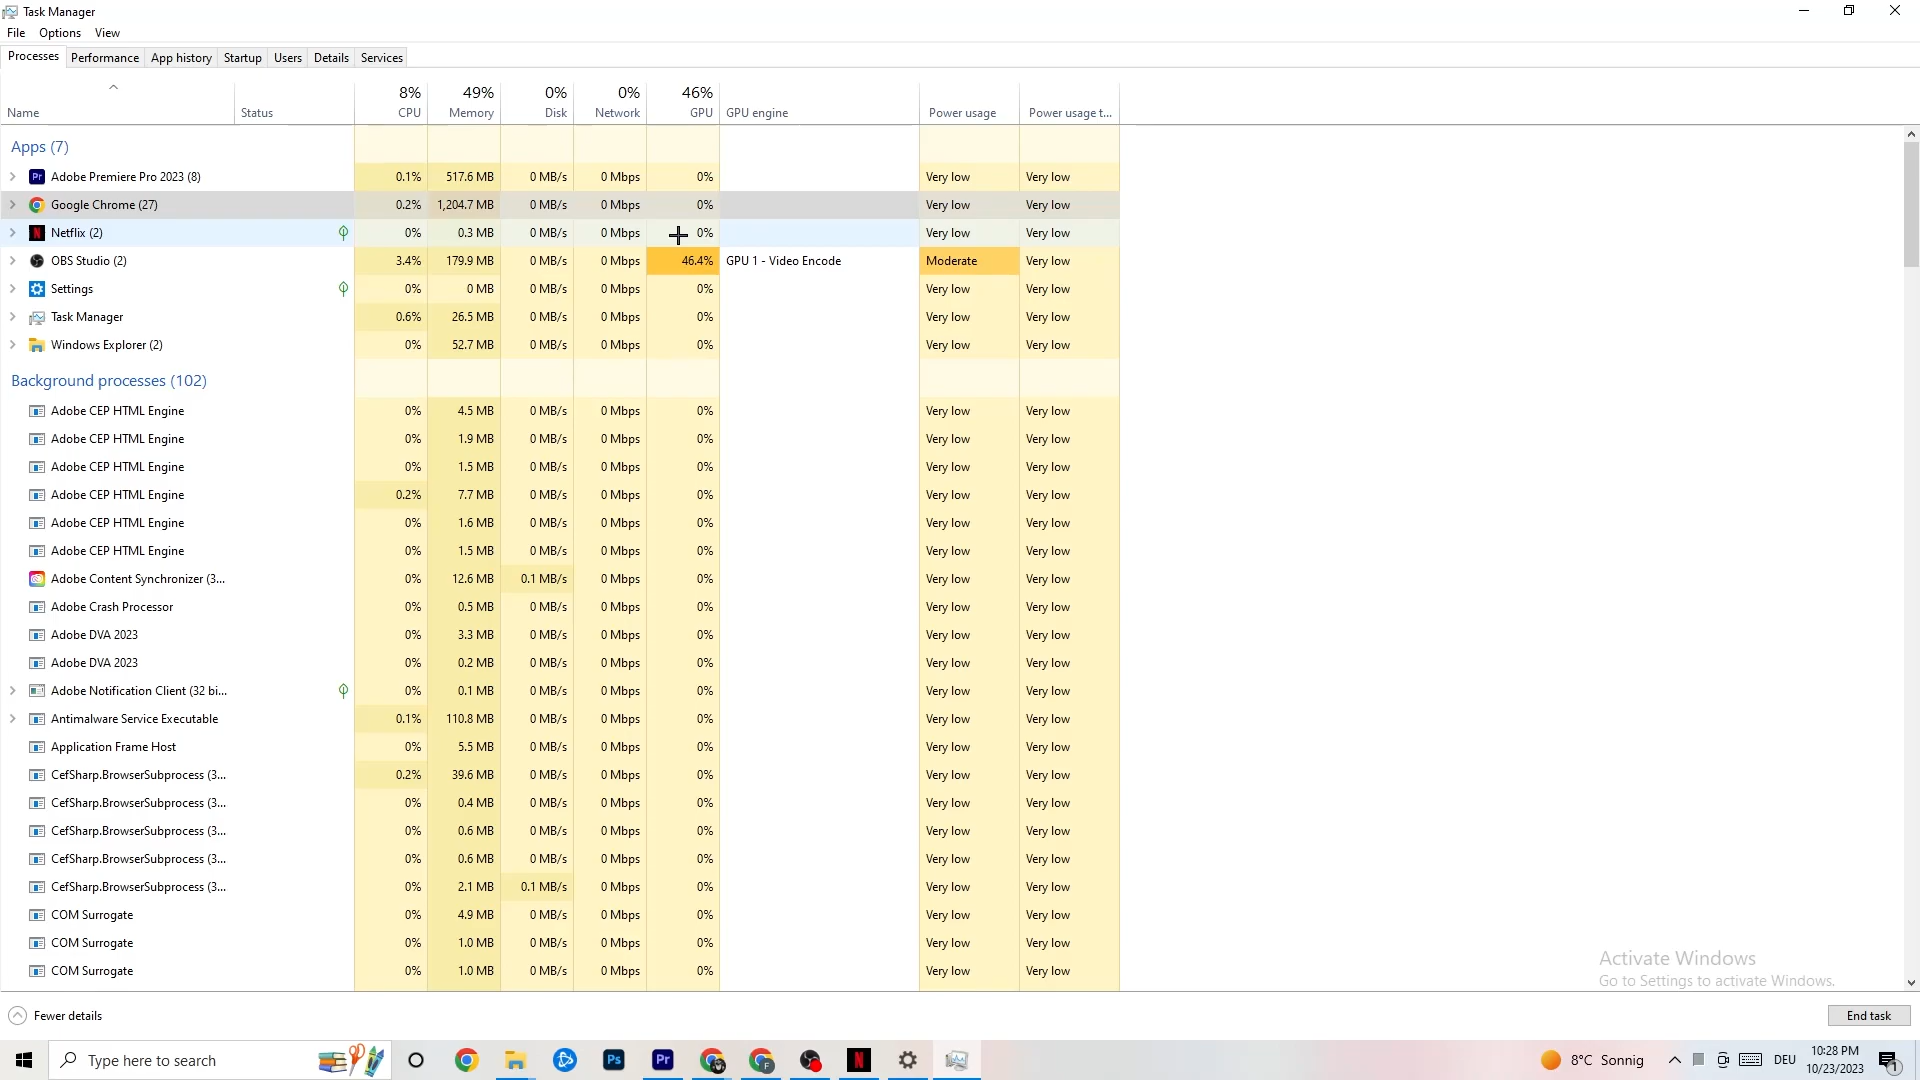 Task Manager
File Options View
Processes Performance App history Startup Users Details Services
8% 49% 0% 0% 46%
Name Status CPU Memory Disk Network GPU GPU engine Power usage Power usage t...
Apps (7)
Adobe Premiere Pro 2023 (8) 0.1% 517.6 MB 0 MB/s 0 Mbps 0% Very low Very low
Google Chrome (27) 0.2% 1,204.7 MB 0 MB/s 0 Mbps 0% Very low Very low
Netflix (2) 0% 0.3 MB 0 MB/s 0 Mbps 0% Very low Very low
OBS Studio (2) 3.4% 179.9 MB 0 MB/s 0 Mbps 46.4% GPU 1 - Video Encode Moderate Very low
Settings 0% 0 MB 0 MB/s 0 Mbps 0% Very low Very low
Task Manager 0.6% 26.5 MB 0 MB/s 0 Mbps 0% Very low Very low
Windows Explorer (2) 0% 52.7 MB 0 MB/s 0 Mbps 0% Very low Very low
Background processes (102)
Adobe CEP HTML Engine 0% 4.5 MB 0 MB/s 0 Mbps 0% Very low Very low
Adobe CEP HTML Engine 0% 1.9 MB 0 MB/s 0 Mbps 0% Very low Very low
Adobe CEP HTML Engine 0% 1.5 MB 0 MB/s 0 Mbps 0% Very low Very low
Adobe CEP HTML Engine 0.2% 7.7 MB 0 MB/s 0 Mbps 0% Very low Very low
Adobe CEP HTML Engine 0% 1.6 MB 0 MB/s 0 Mbps 0% Very low Very low
Adobe CEP HTML Engine 0% 1.5 MB 0 MB/s 0 Mbps 0% Very low Very low
Adobe Content Synchronizer (3... 0% 12.6 MB 0.1 MB/s 0 Mbps 0% Very low Very low
Adobe Crash Processor 0% 0.5 MB 0 MB/s 0 Mbps 0% Very low Very low
Adobe DVA 2023 0% 3.3 MB 0 MB/s 0 Mbps 0% Very low Very low
Adobe DVA 2023 0% 0.2 MB 0 MB/s 0 Mbps 0% Very low Very low
Adobe Notification Client (32 bi... 0% 0.1 MB 0 MB/s 0 Mbps 0% Very low Very low
Antimalware Service Executable 0.1% 110.8 MB 0 MB/s 0 Mbps 0% Very low Very low
Application Frame Host 0% 5.5 MB 0 MB/s 0 Mbps 0% Very low Very low
CefSharp.BrowserSubprocess (3... 0.2% 39.6 MB 0 MB/s 0 Mbps 0% Very low Very low
CefSharp.BrowserSubprocess (3... 0% 0.4 MB 0 MB/s 0 Mbps 0% Very low Very low
CefSharp.BrowserSubprocess (3... 0% 0.6 MB 0 MB/s 0 Mbps 0% Very low Very low
CefSharp.BrowserSubprocess (3... 0% 0.6 MB 0 MB/s 0 Mbps 0% Very low Very low
CefSharp.BrowserSubprocess (3... 0% 2.1 MB 0.1 MB/s 0 Mbps 0% Very low Very low
COM Surrogate 0% 4.9 MB 0 MB/s 0 Mbps 0% Very low Very low
COM Surrogate 0% 1.0 MB 0 MB/s 0 Mbps 0% Very low Very low
COM Surrogate 0% 1.0 MB 0 MB/s 0 Mbps 0% Very low Very low
Activate Windows
Go to Settings to activate Windows.
Fewer details End task
Type here to search Ps Pr F N 8°C Sonnig DEU 10:28 PM
10/23/2023 1